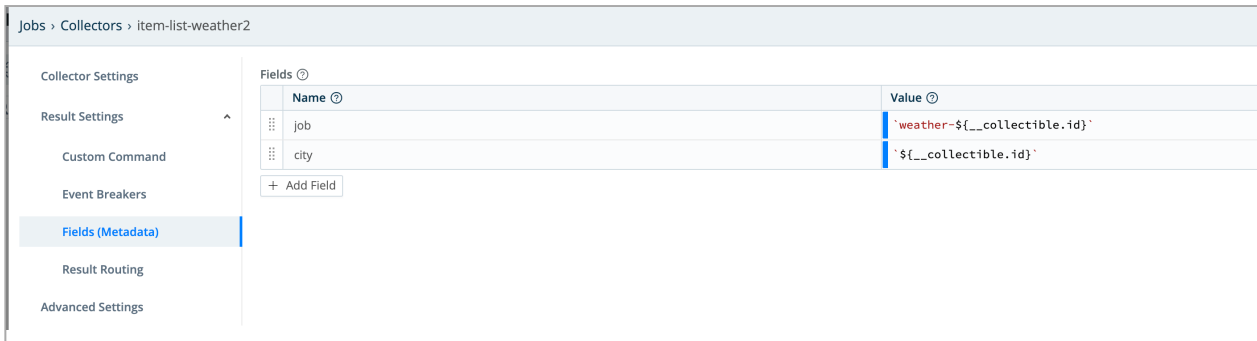 Jobs › Collectors › item-list-weather2
Collector Settings
Result Settings
Custom Command
Event Breakers
Fields (Metadata)
Result Routing
Advanced Settings
Fields
Name Value
job `weather-${__collectible.id}`
city `${__collectible.id}`
+ Add Field